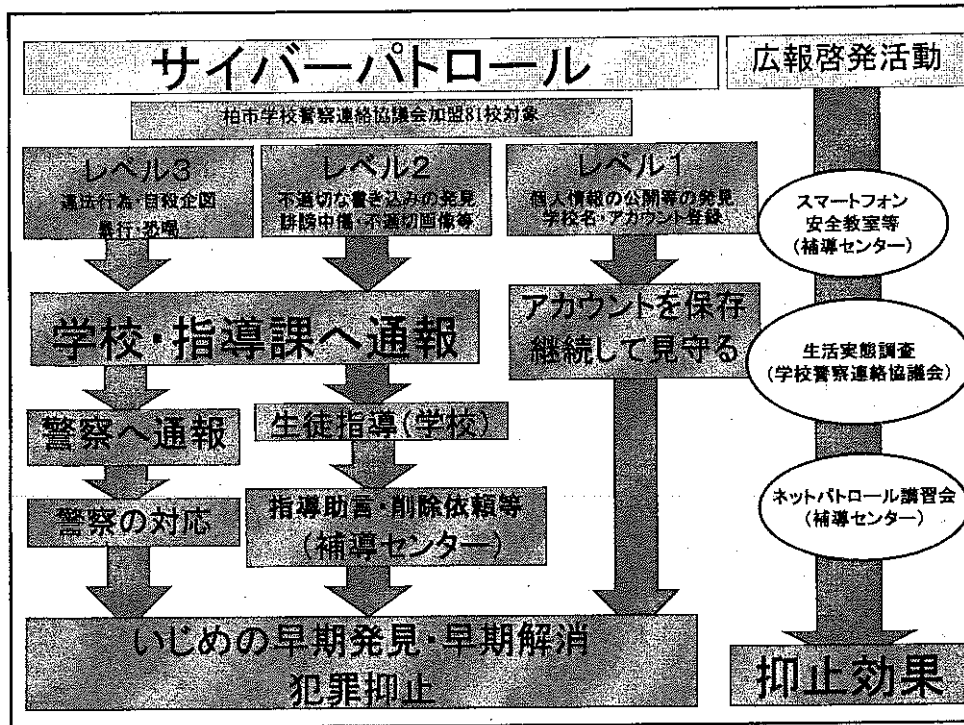 サイバーパトロール
広報啓発活動
柏市学校警察連絡協議会加盟81校対象
レベル3
違法行為・自殺企図
暴行・恐喝
レベル2
不適切な書き込みの発見
誹謗中傷・不適切画像等
レベル1
個人情報の公開等の発見
学校名・アカウント登録
学校・指導課へ通報
アカウントを保存
継続して見守る
警察へ通報
生徒指導(学校)
警察の対応
指導助言・削除依頼等
(補導センター)
いじめの早期発見・早期解消
犯罪抑止
スマートフォン
安全教室等
(補導センター)
生活実態調査
(学校警察連絡協議会)
ネットパトロール講習会
(補導センター)
抑止効果